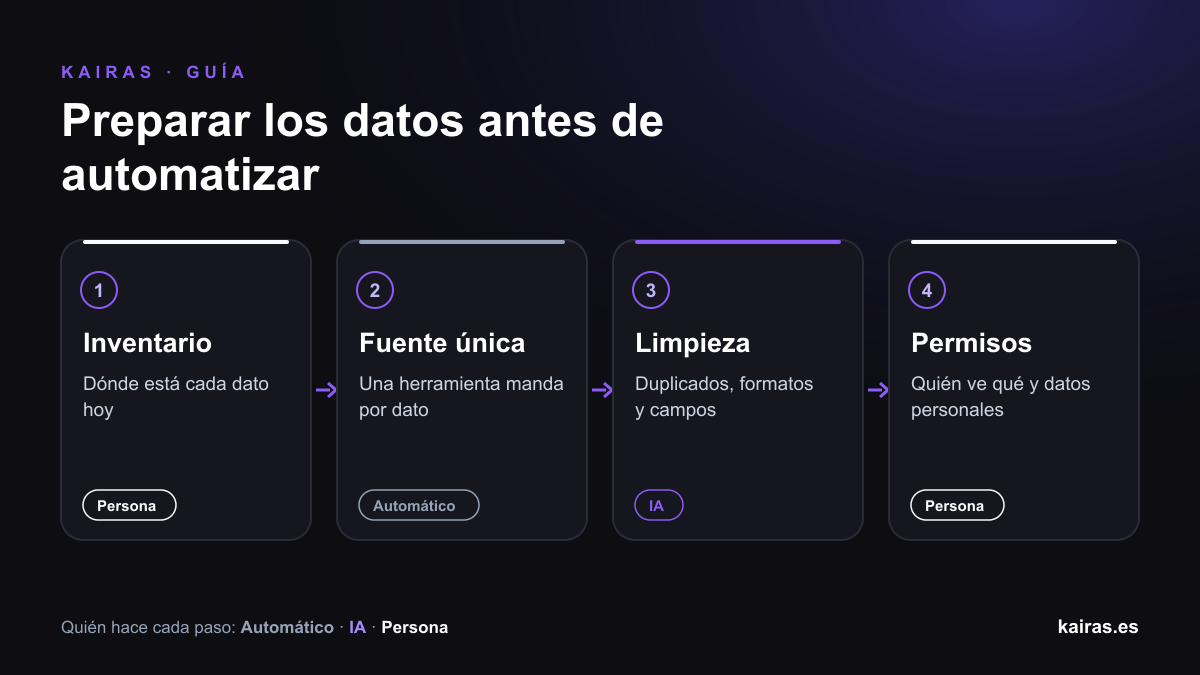 KAIRAS · GUÍA
Preparar los datos antes de
automatizar
1
Inventario
Dónde está cada dato
hoy
Persona
2
Fuente única
Una herramienta manda
por dato
Automático
3
Limpieza
Duplicados, formatos
y campos
IA
4
Permisos
Quién ve qué y datos
personales
Persona
Quién hace cada paso: Automático · IA · Persona
kairas.es